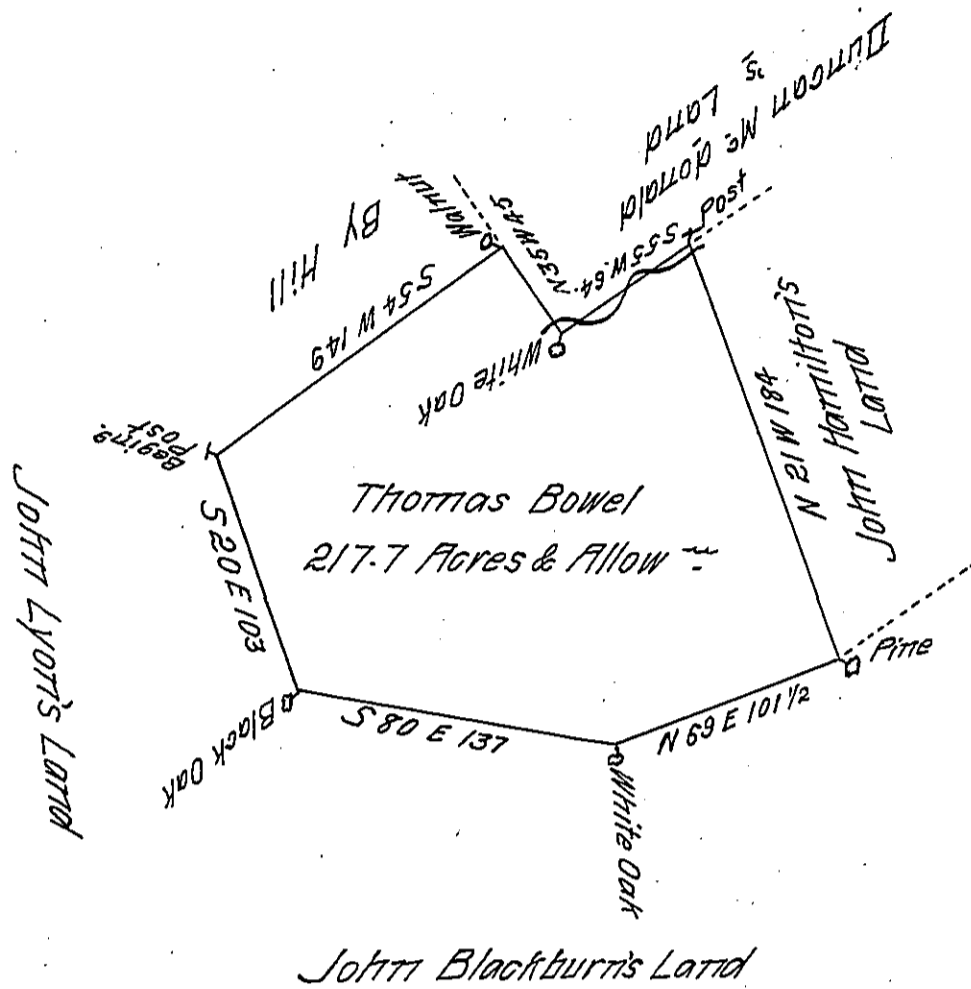 Duncan Mc. donald
's Land
Post
S 55 W. 64.
N 35 W 45
Walnut
By Hill
S 54 W 149
White Oak
Begin'g.
Post
N 21 W 184
John Hamilton's
Land
Thomas Bowel
217.7 Acres & Allow
S 20 E 103
John Lyon's Land
Black Oak
S 80 E 137
N 69 E 101 1/2
Pine
White Oak
John Blackburn's Land